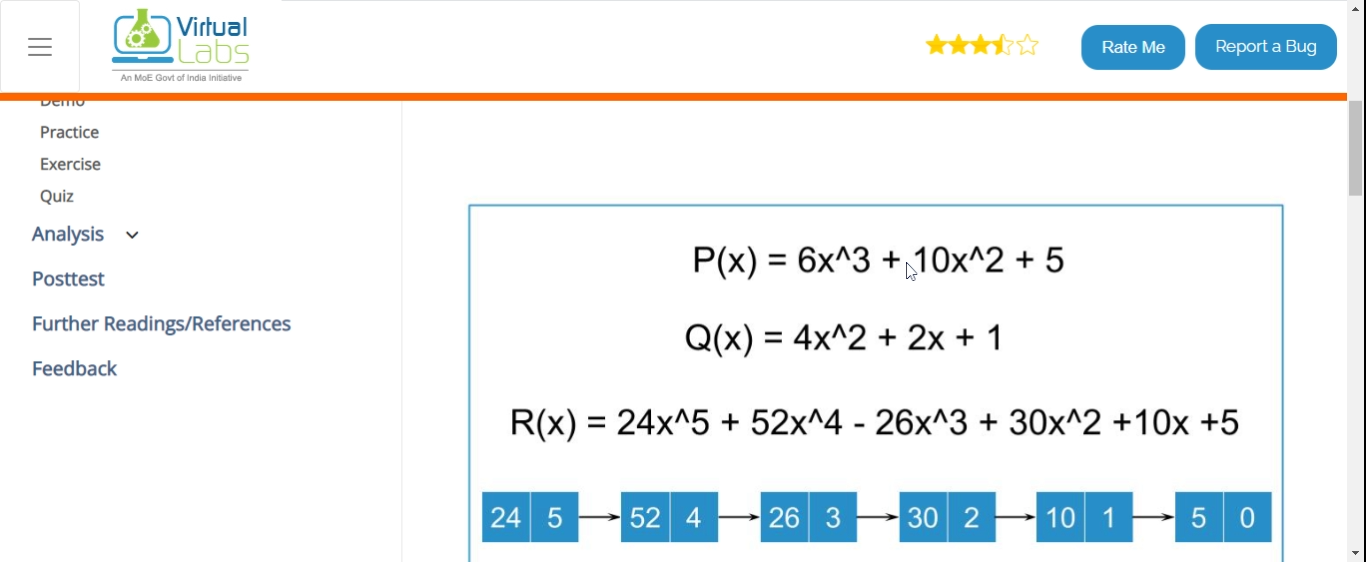 Virtual
Labs
An MoE Govt of India Initiative
Rate Me
Report a Bug
Demo
Practice
Exercise
Quiz
Analysis
Posttest
Further Readings/References
Feedback
P(x) = 6x^3 + 10x^2 + 5
Q(x) = 4x^2 + 2x + 1
R(x) = 24x^5 + 52x^4 - 26x^3 + 30x^2 +10x +5
24 5 52 4 26 3 30 2 10 1 5 0